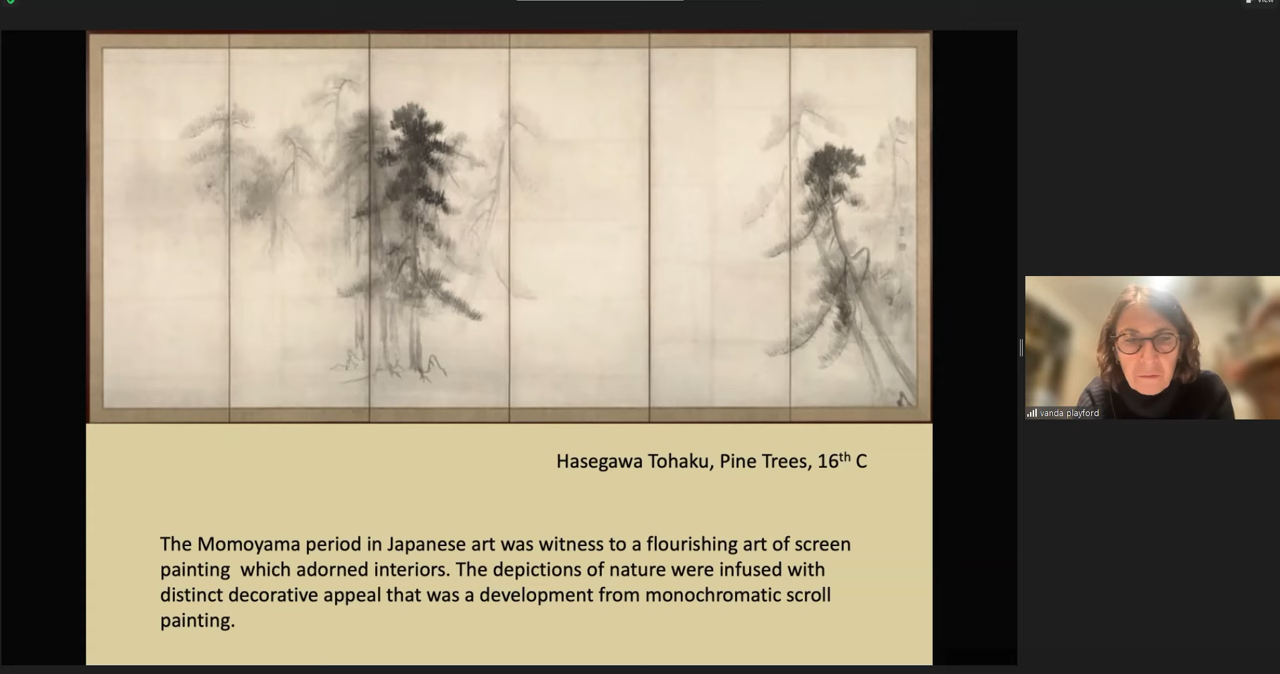 View
Hasegawa Tohaku, Pine Trees, 16th C
The Momoyama period in Japanese art was witness to a flourishing art of screen
painting  which adorned interiors. The depictions of nature were infused with
distinct decorative appeal that was a development from monochromatic scroll
painting.
vanda playford